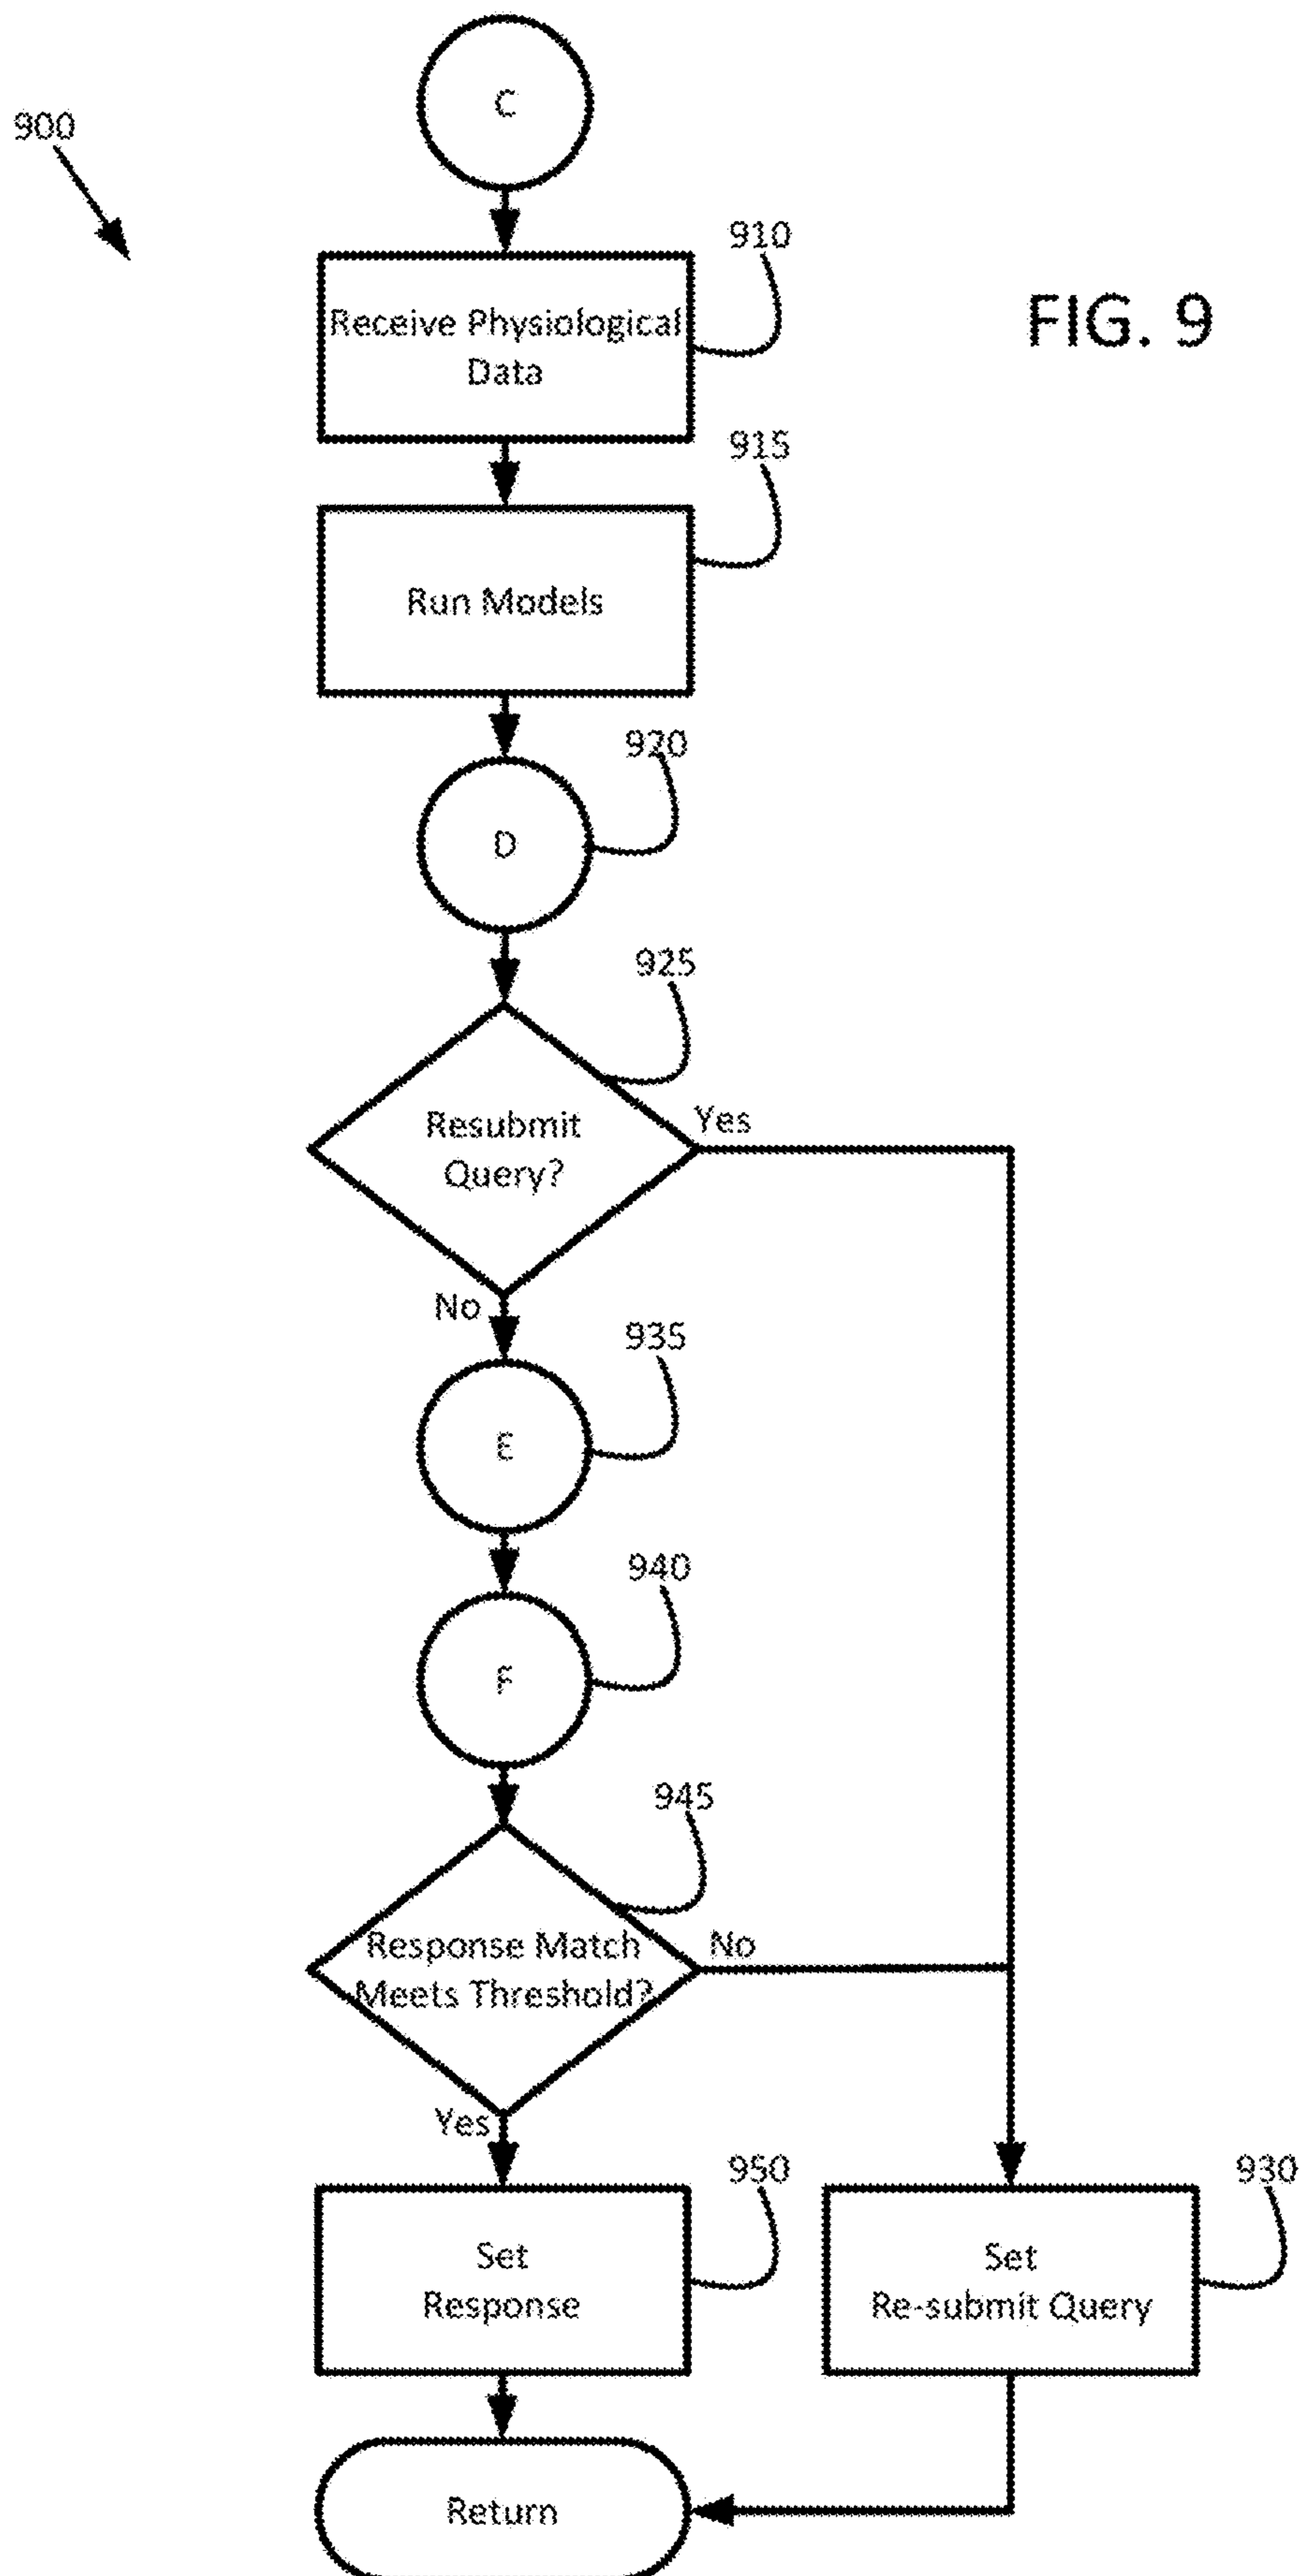 C
900
910
FIG. 9
Receive Physiological
Data
915
Run Models
920
D
925
Resubmit
Query?
Yes
No
935
E
940
F
945
Response Match
Meets Threshold?
No
Yes
950
930
Set
Response
Set
Re-submit Query
Return